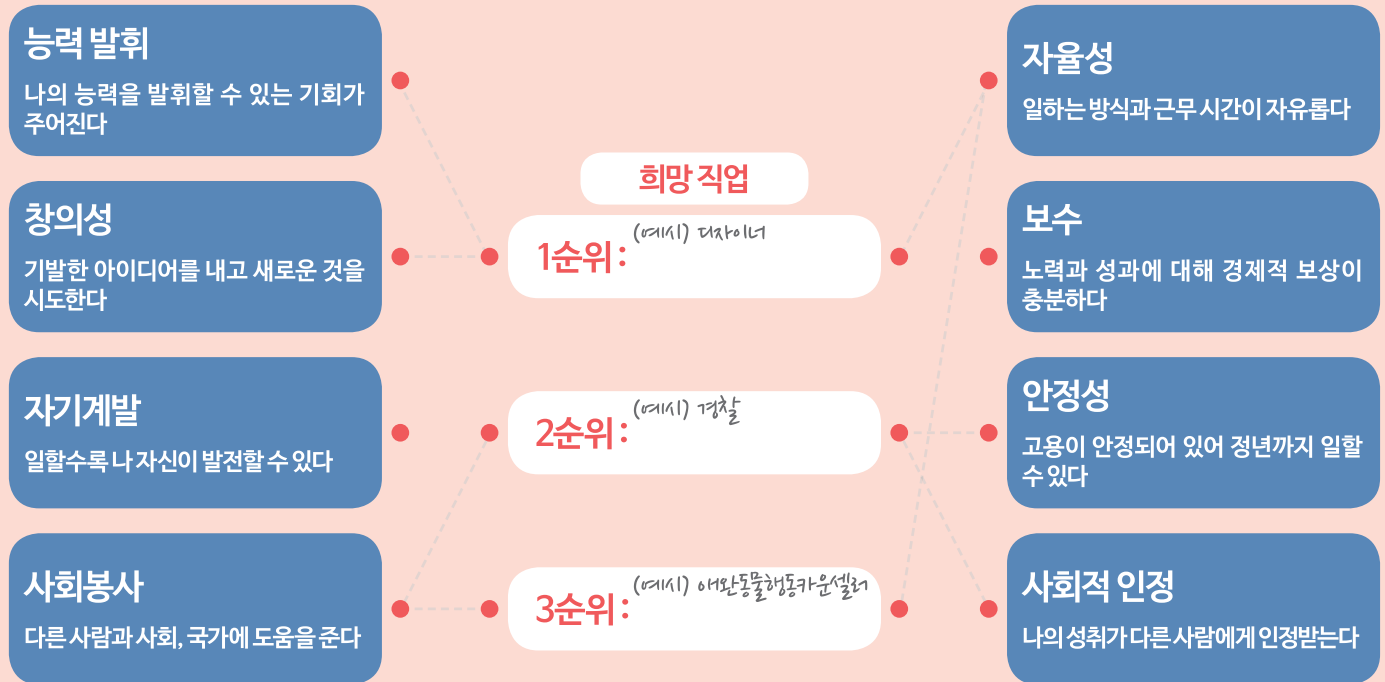 능력 발휘
나의 능력을 발휘할 수 있는 기회가
주어진다
창의성
기발한 아이디어를 내고 새로운 것을
시도한다
자기계발
일할수록 나 자신이 발전할 수 있다
사회봉사
다른 사람과 사회, 국가에 도움을 준다
희망 직업
1순위 : (예시) 디자이너
2순위 : (예시) 경찰
3순위 : (예시) 애완동물행동카운셀러
자율성
일하는 방식과 근무 시간이 자유롭다
보수
노력과 성과에 대해 경제적 보상이
충분하다
안정성
고용이 안정되어 있어 정년까지 일할
수 있다
사회적 인정
나의 성취가 다른 사람에게 인정받는다